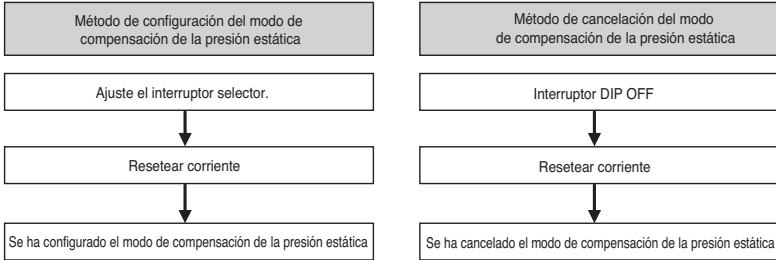 Método de configuración del modo de
compensación de la presión estática
Ajuste el interruptor selector.
Resetear corriente
Se ha configurado el modo de compensación de la presión estática
Método de cancelación del modo
de compensación de la presión estática
Interruptor DIP OFF
Resetear corriente
Se ha cancelado el modo de compensación de la presión estática